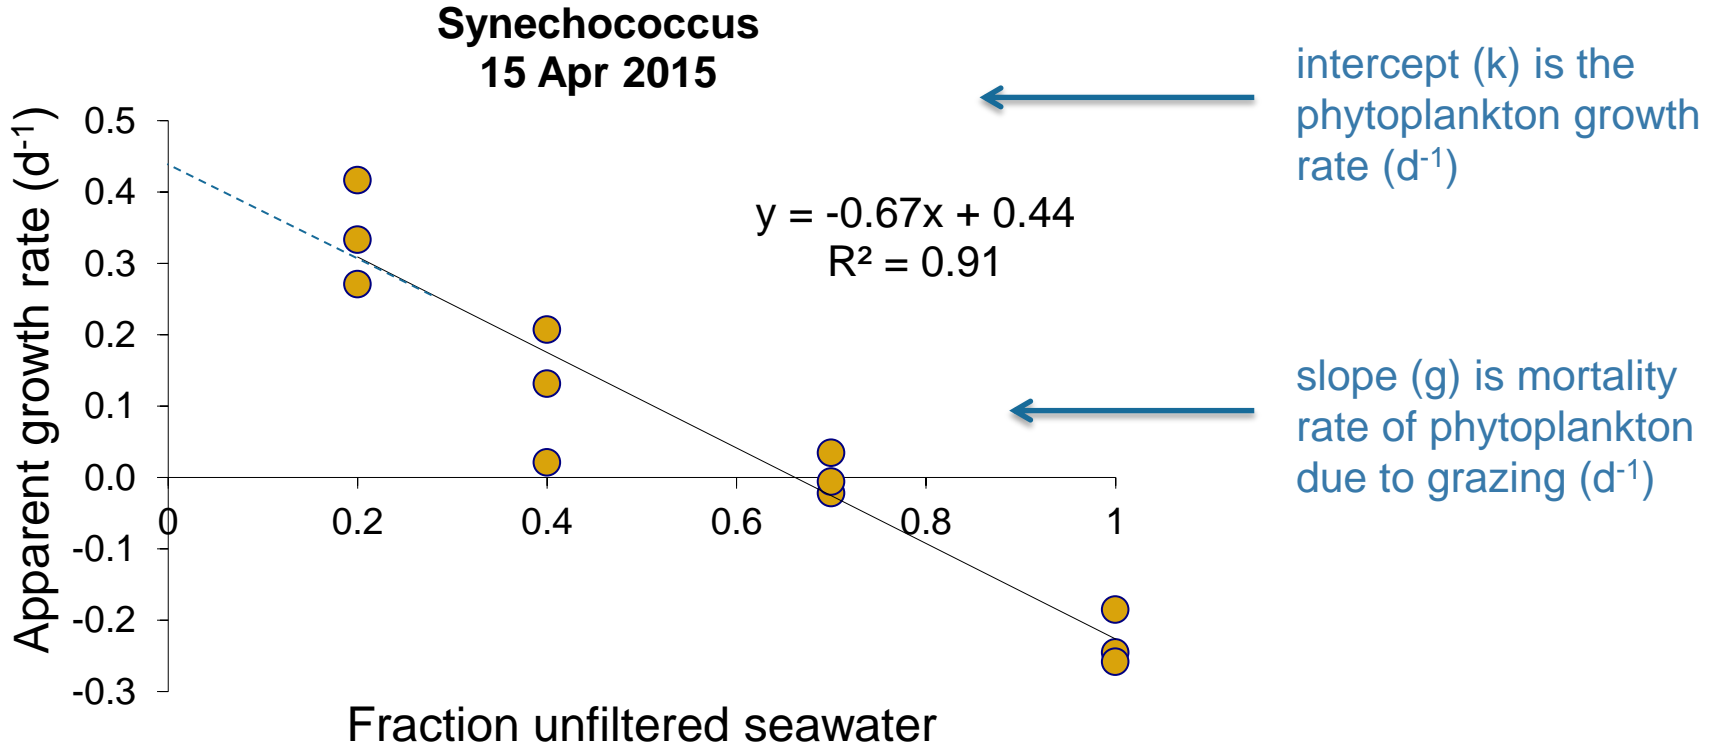 Synechococcus
15 Apr 2015
intercept (k) is the
phytoplankton growth
rate (d⁻¹)
Apparent growth rate (d⁻¹)
0.5
0.4
0.3
0.2
0.1
0.0
-0.1
-0.2
-0.3
y = -0.67x + 0.44
R² = 0.91
slope (g) is mortality
rate of phytoplankton
due to grazing (d⁻¹)
0 0.2 0.4 0.6 0.8 1
Fraction unfiltered seawater